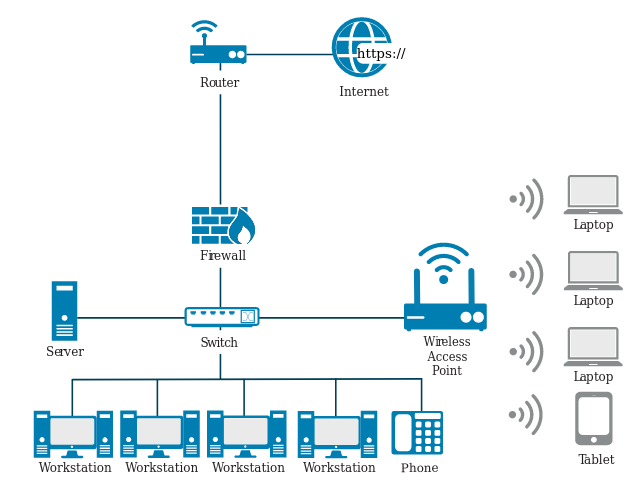 https://
Router
Internet
Laptop
Firewall
Laptop
Server
Switch
Wireless
Access
Point
Laptop
Workstation
Workstation
Workstation
Workstation
Phone
Tablet